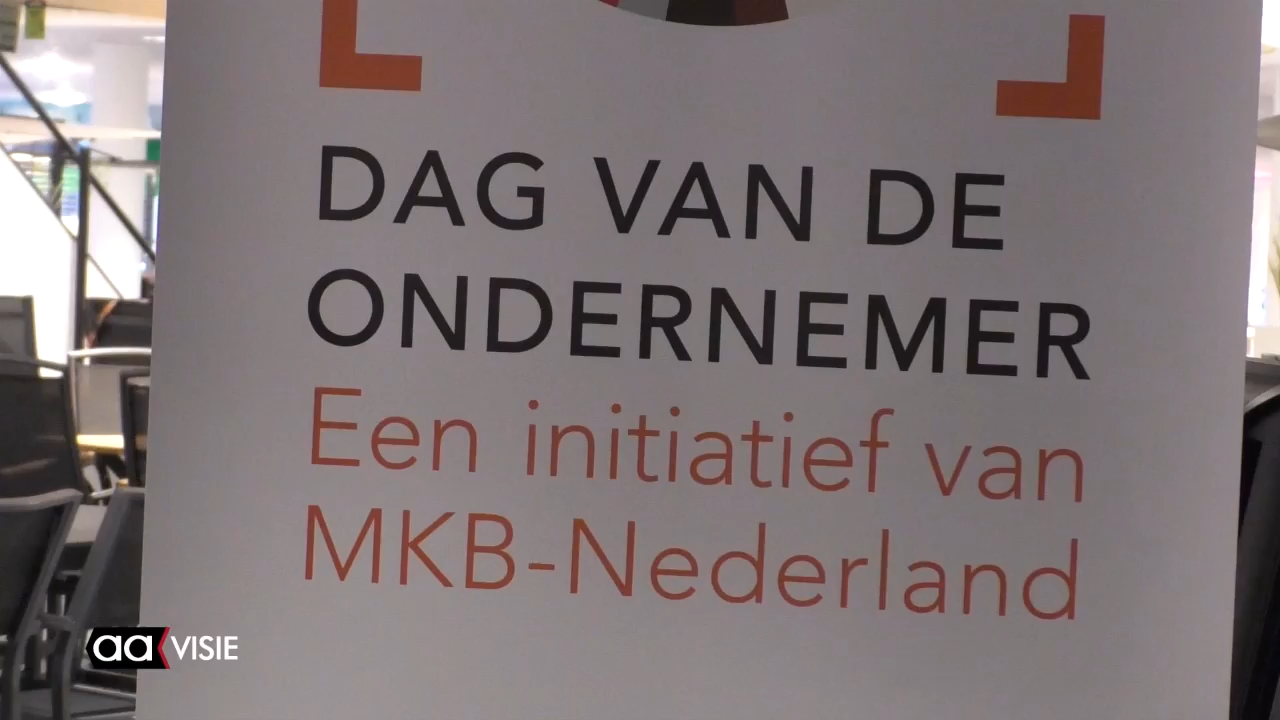 DAG VAN DE
ONDERNEMER
Een initiatief van
MKB-Nederland
aa VISIE